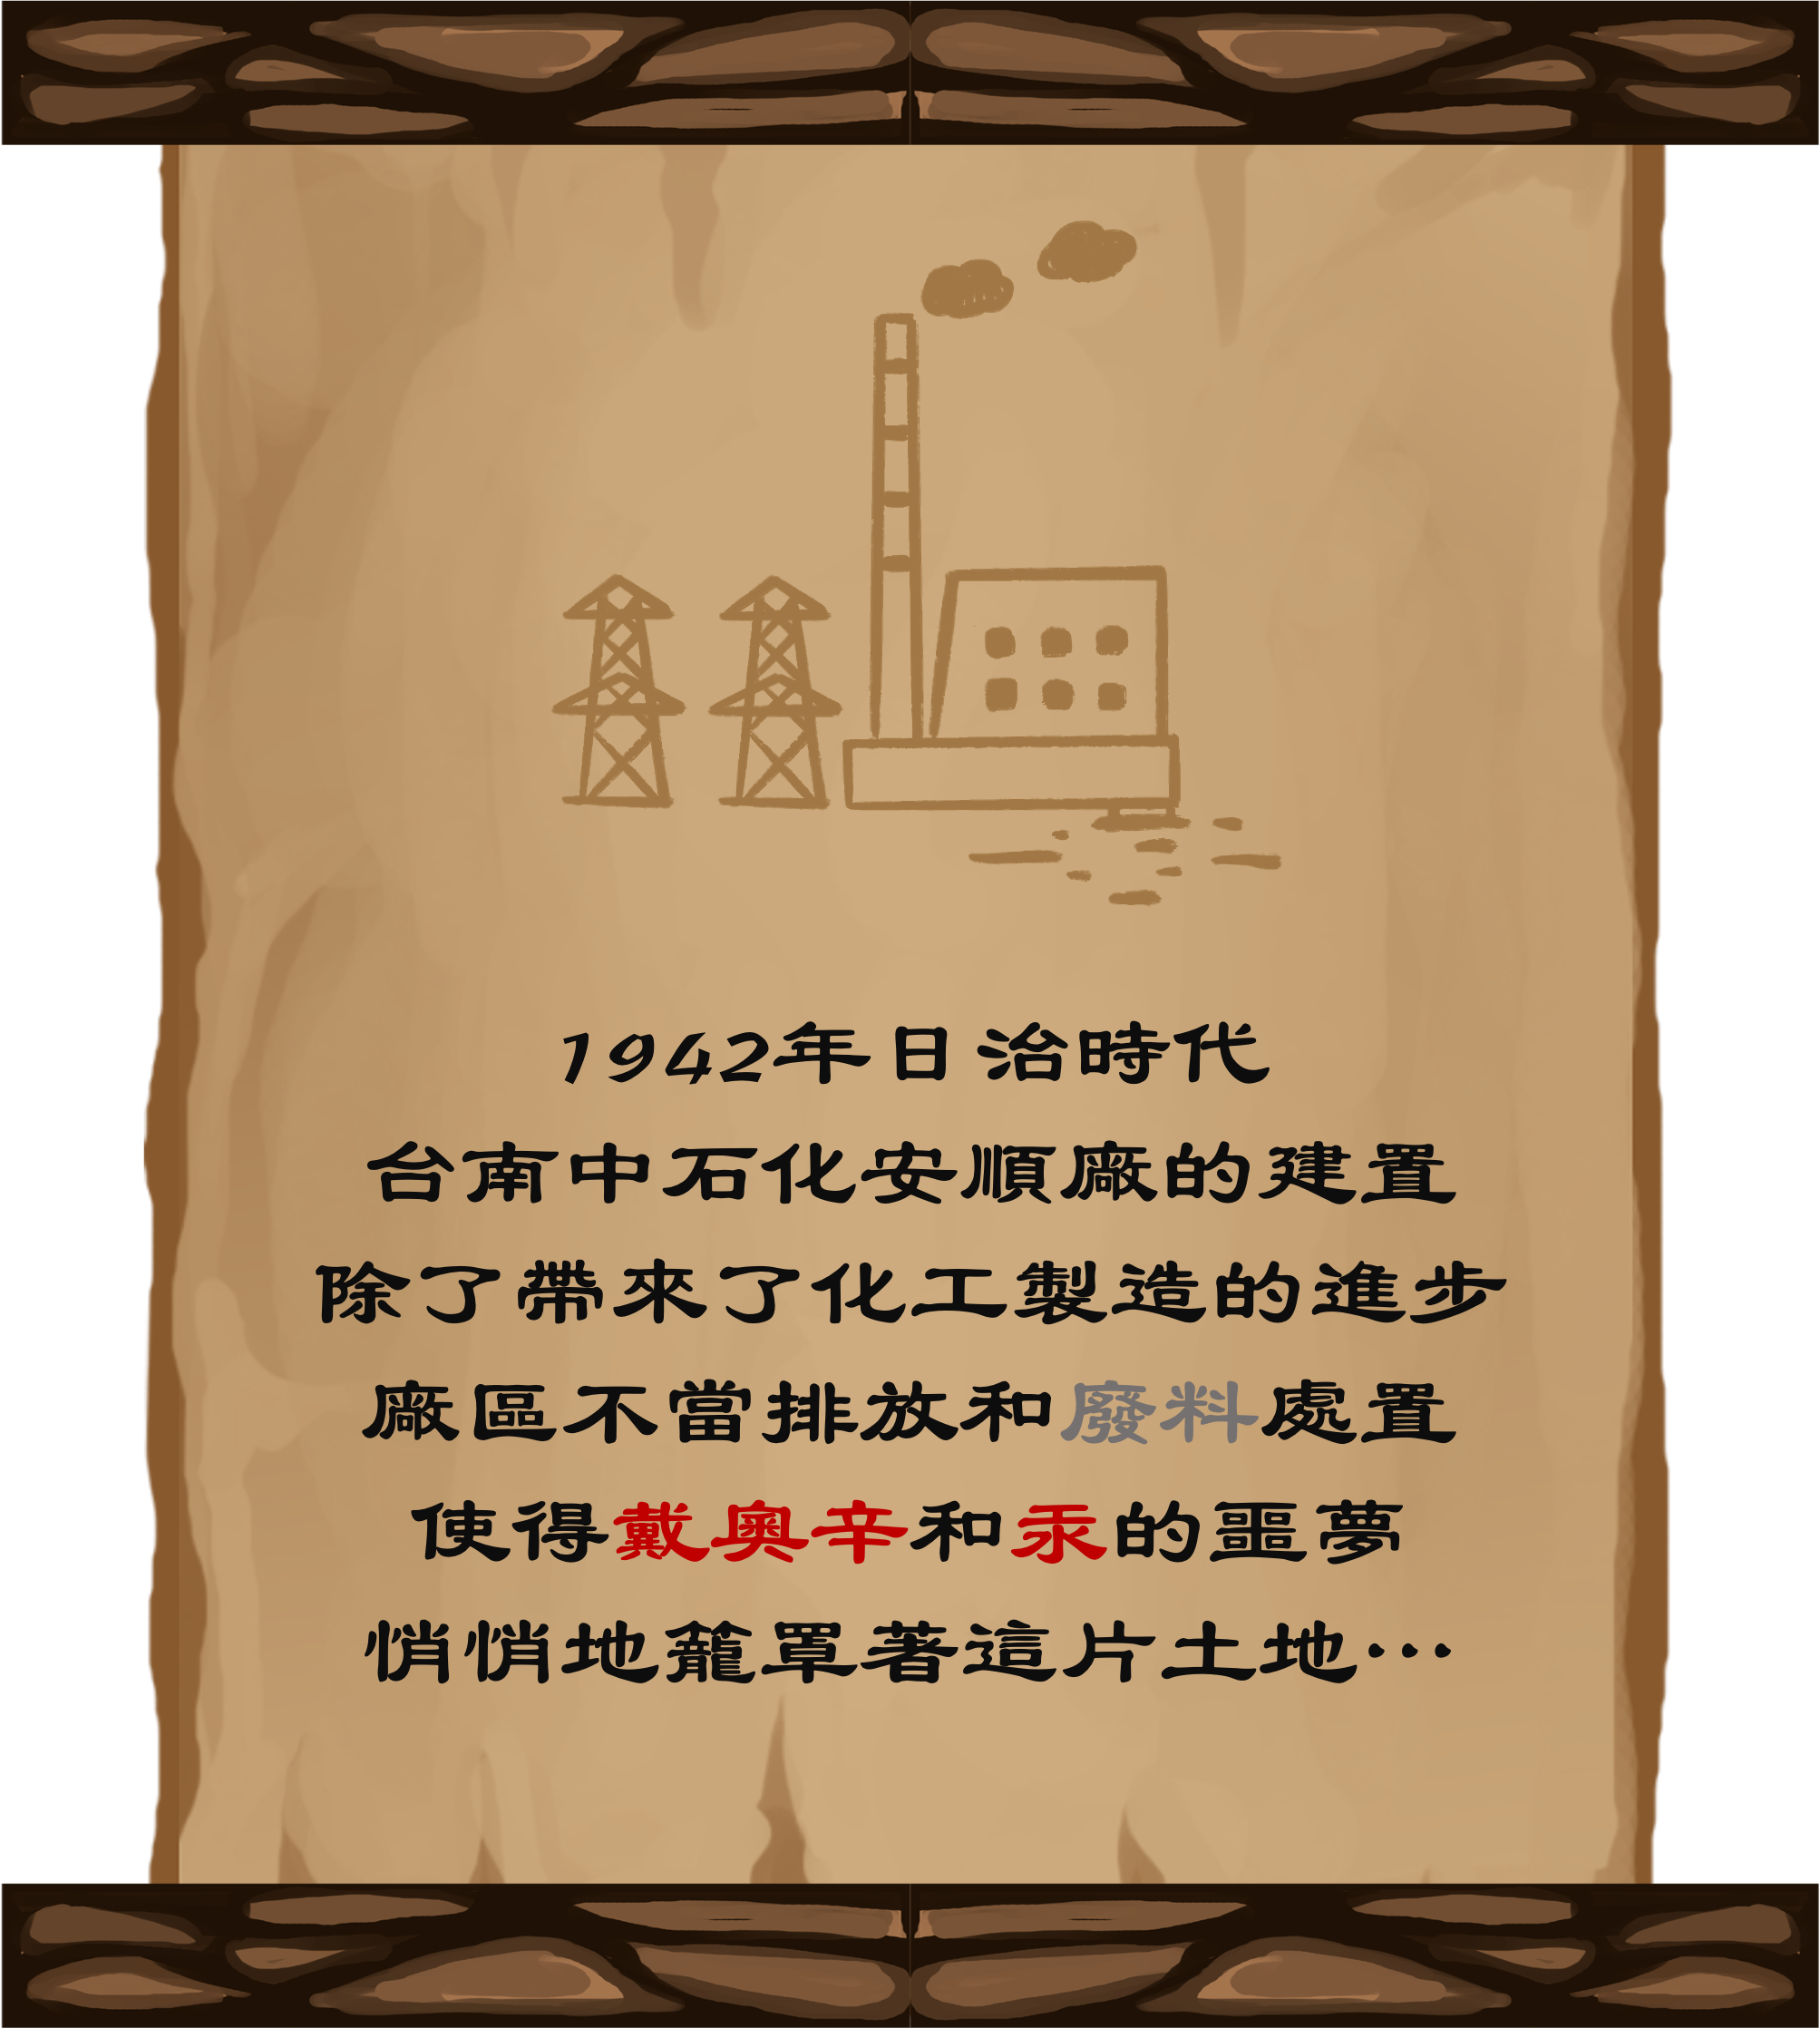 1942年日治時代
台南中石化安順廠的建置
除了帶來了化工製造的進步
廠區不當排放和廢料處置
使得戴奧辛和汞的噩夢
悄悄地籠罩著這片土地…